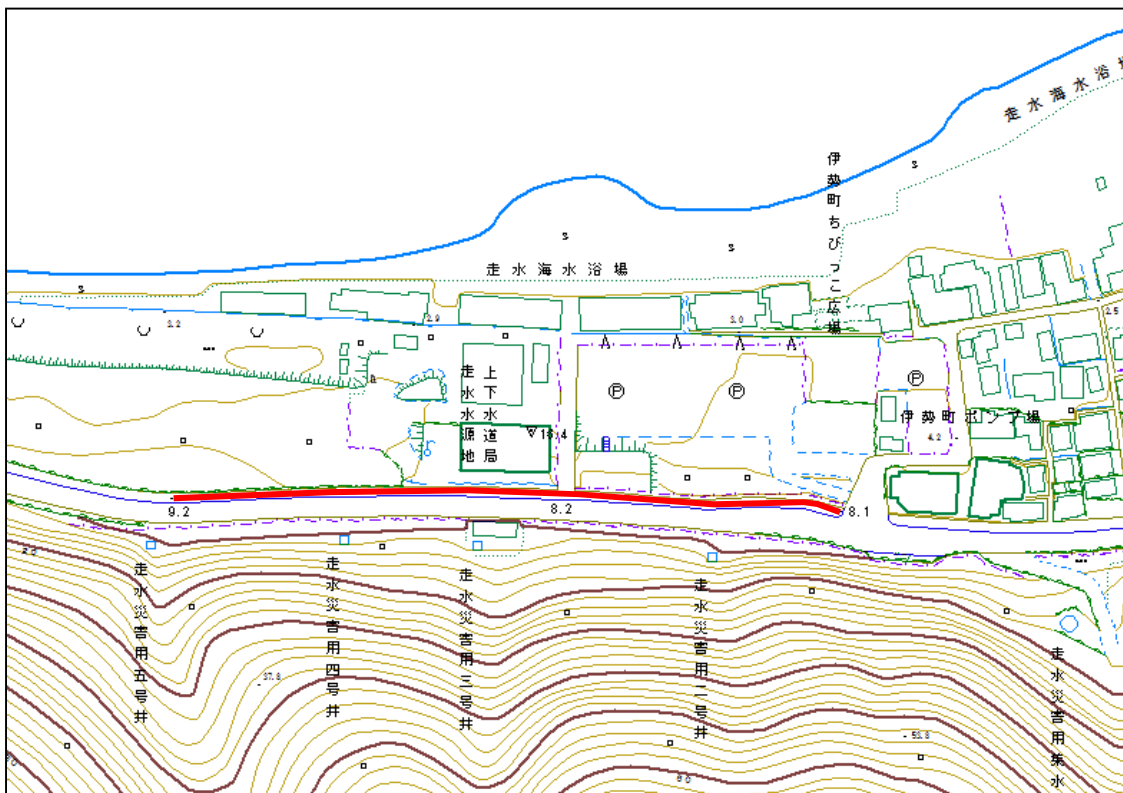 走水海水浴場
伊勢町ちびっこ広場
s
s
s
s
走水海水浴場
3.2
2.9
3.0
2.5
P
P
P
上下水道局
走水水源地
16.4
伊勢町ポンプ場
4.2
9.2
8.2
8.1
走水災害用五号井
走水災害用四号井
走水災害用三号井
走水災害用二号井
走水災害用集水
37.8
53.8